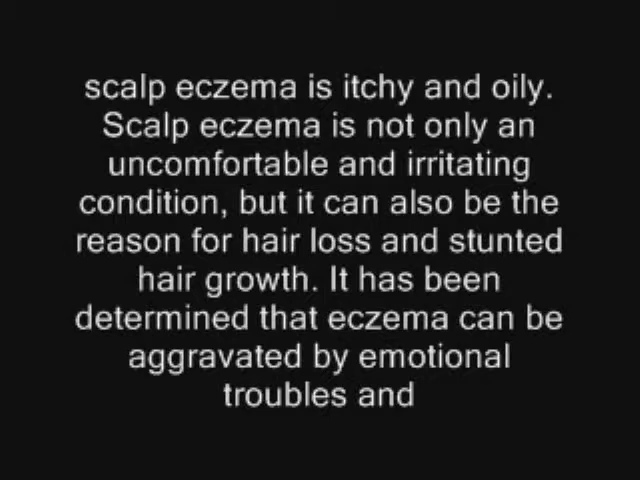 scalp eczema is itchy and oily.
Scalp eczema is not only an
uncomfortable and irritating
condition, but it can also be the
reason for hair loss and stunted
hair growth. It has been
determined that eczema can be
aggravated by emotional
troubles and